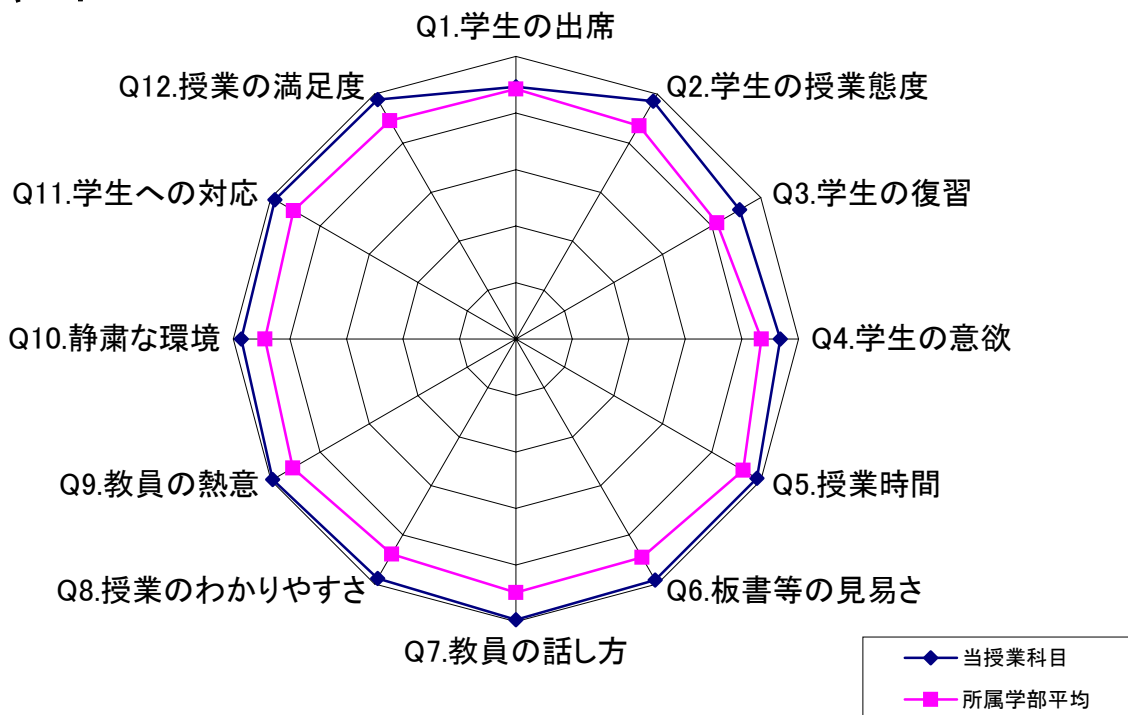 Q1.学生の出席
Q2.学生の授業態度
Q3.学生の復習
Q4.学生の意欲
Q5.授業時間
Q6.板書等の見易さ
Q7.教員の話し方
Q8.授業のわかりやすさ
Q9.教員の熱意
Q10.静粛な環境
Q11.学生への対応
Q12.授業の満足度
当授業科目
所属学部平均